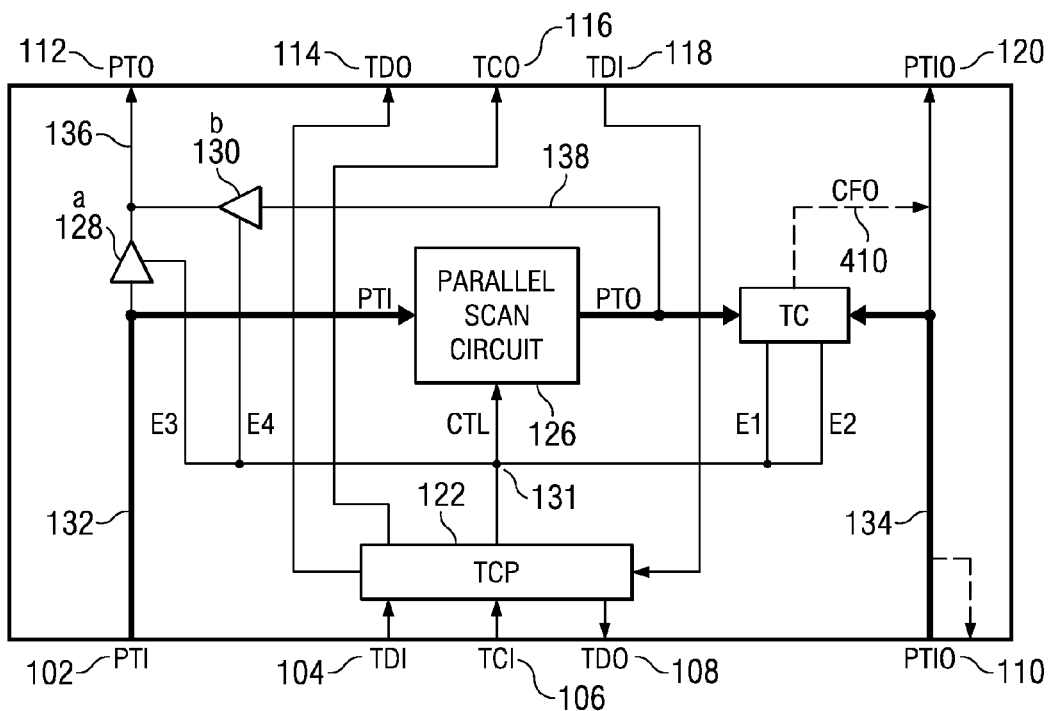 112 PTO 114 TDO 116 TCO TDI 118 PTIO 120
136
b
130
138
CFO
a
128
410
PTI
PARALLEL
SCAN
CIRCUIT
PTO
TC
E3 E4 CTL 126 E1 E2
131
132 122 134
TCP
102 PTI 104 TDI TCI 106 TDO 108 PTIO 110